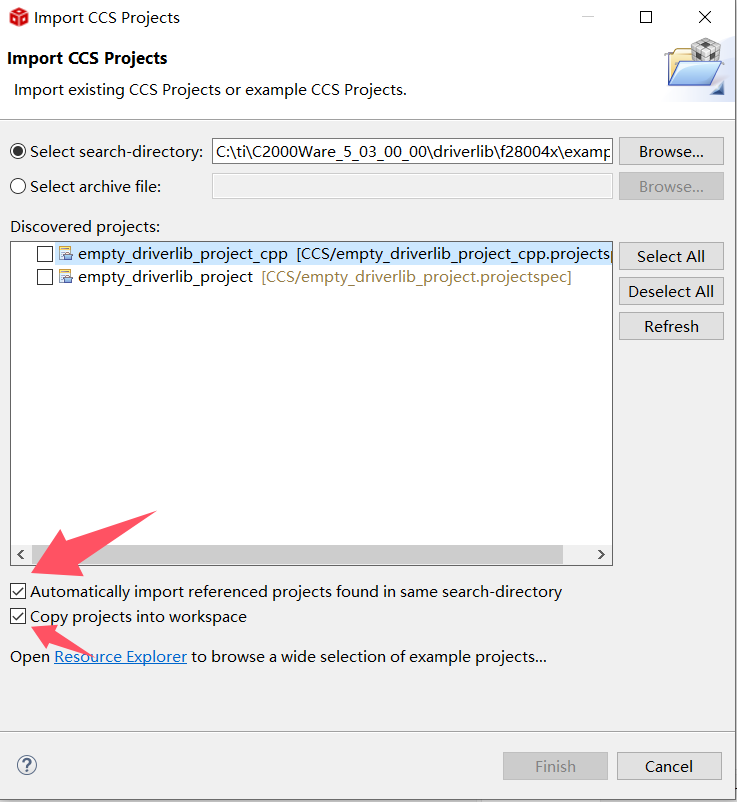 Import CCS Projects
Import CCS Projects
Import existing CCS Projects or example CCS Projects.
Select search-directory: C:\ti\C2000Ware_5_03_00_00\driverlib\f28004x\examp Browse...
Select archive file: Browse...
Discovered projects:
empty_driverlib_project_cpp [CCS/empty_driverlib_project_cpp.projectsp Select All
empty_driverlib_project [CCS/empty_driverlib_project.projectspec]
Deselect All
Refresh
Automatically import referenced projects found in same search-directory
Copy projects into workspace
Open Resource Explorer to browse a wide selection of example projects...
? Finish Cancel